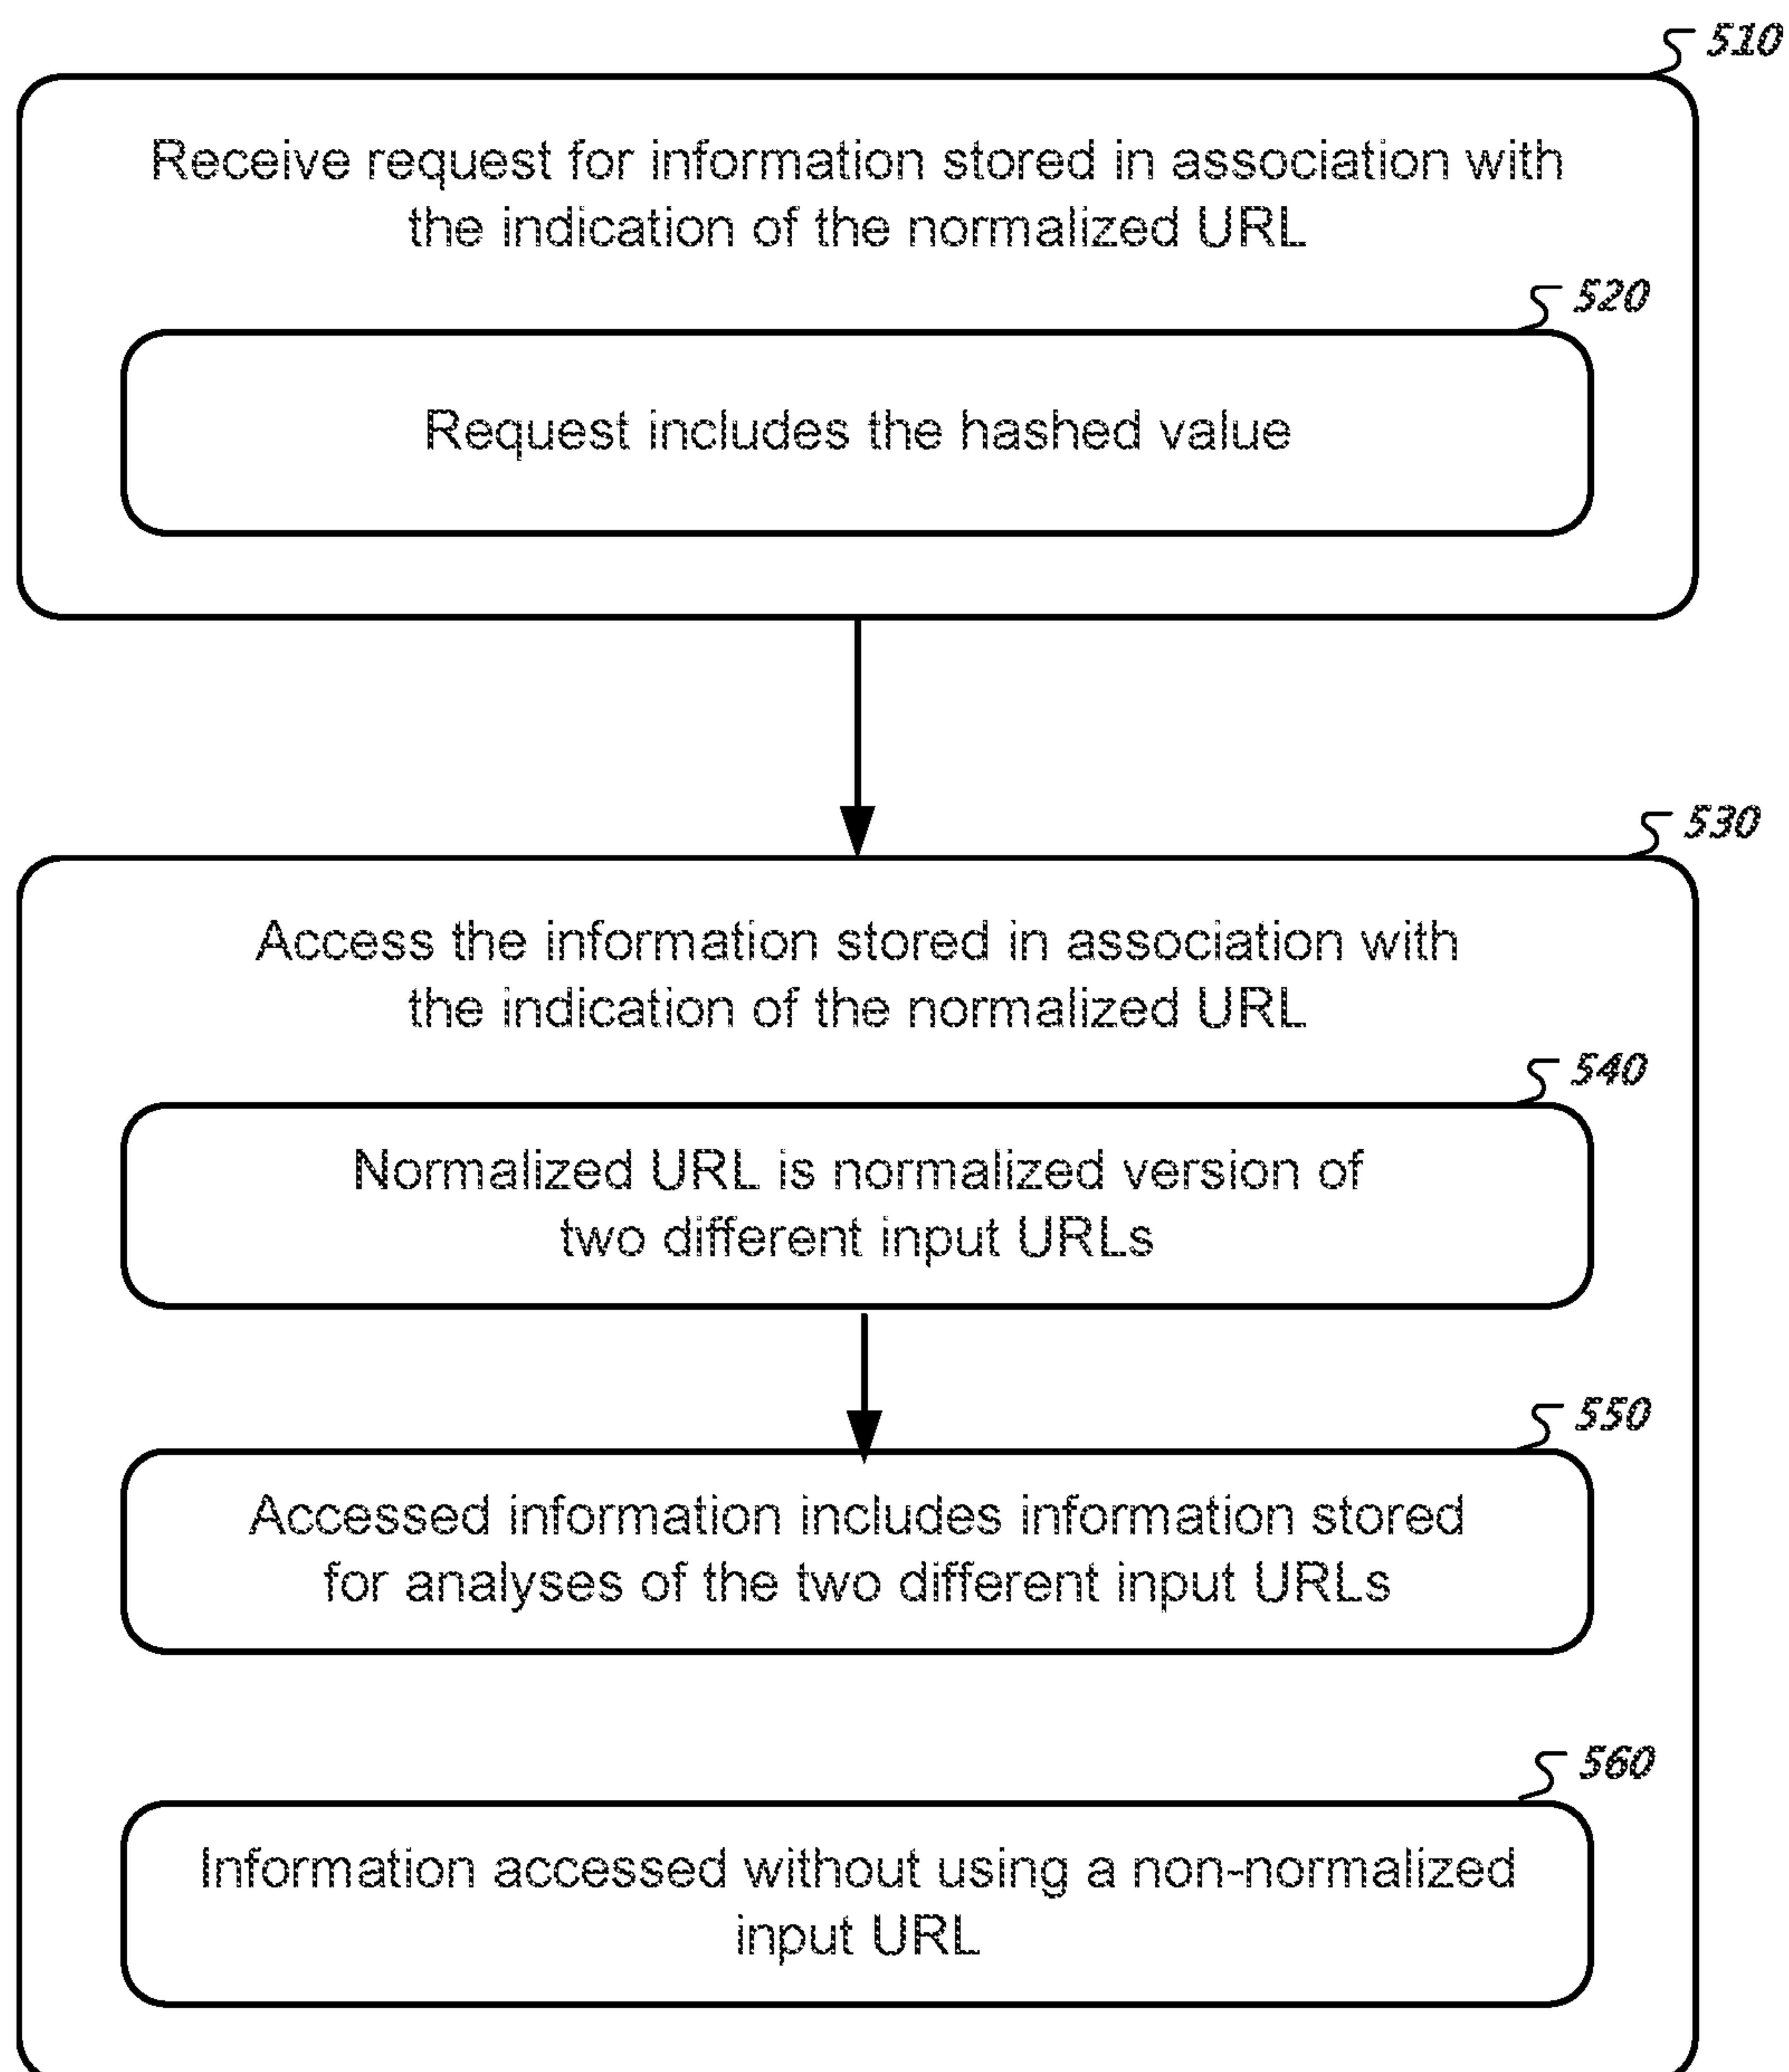 510
Receive request for information stored in association with
the indication of the normalized URL
520
Request includes the hashed value
530
Access the information stored in association with
the indication of the normalized URL
540
Normalized URL is normalized version of
two different input URLs
550
Accessed information includes information stored
for analyses of the two different input URLs
560
Information accessed without using a non-normalized
input URL